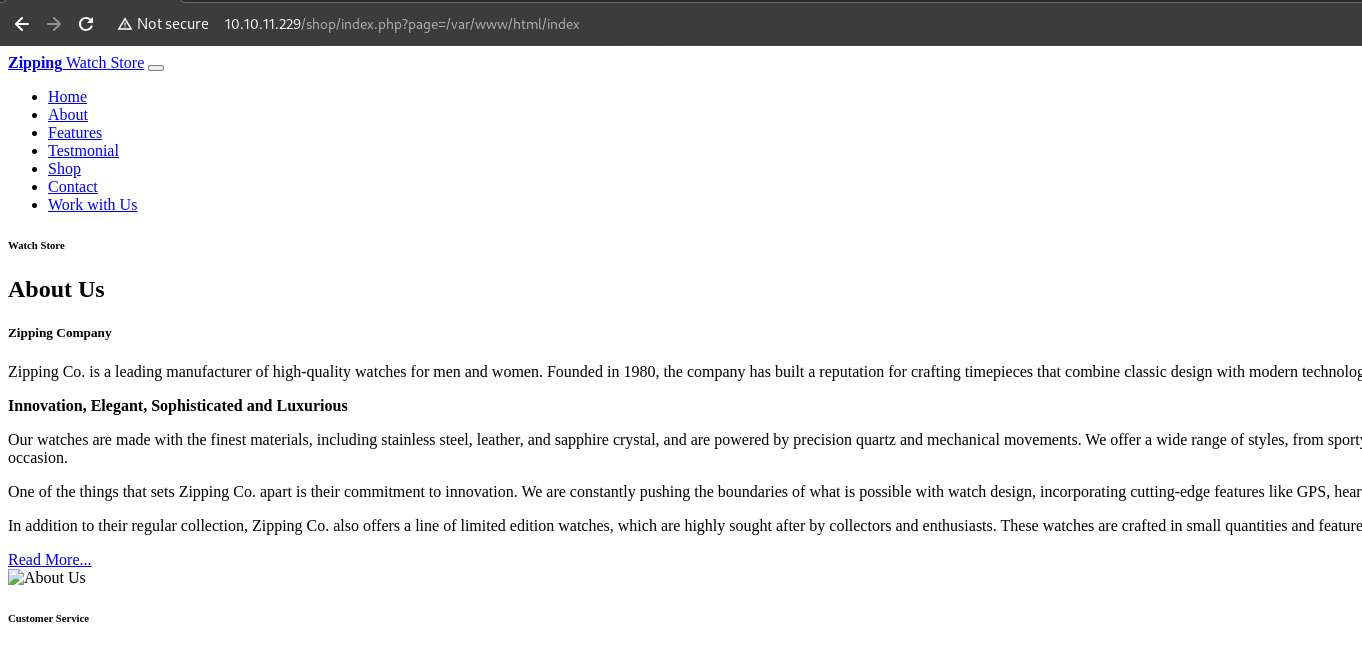 Not secure 10.10.11.229/shop/index.php?page=/var/www/html/index
Zipping Watch Store
Home
About
Features
Testmonial
Shop
Contact
Work with Us
Watch Store
About Us
Zipping Company
Zipping Co. is a leading manufacturer of high-quality watches for men and women. Founded in 1980, the company has built a reputation for crafting timepieces that combine classic design with modern technolog
Innovation, Elegant, Sophisticated and Luxurious
Our watches are made with the finest materials, including stainless steel, leather, and sapphire crystal, and are powered by precision quartz and mechanical movements. We offer a wide range of styles, from sporty
occasion.
One of the things that sets Zipping Co. apart is their commitment to innovation. We are constantly pushing the boundaries of what is possible with watch design, incorporating cutting-edge features like GPS, hear
In addition to their regular collection, Zipping Co. also offers a line of limited edition watches, which are highly sought after by collectors and enthusiasts. These watches are crafted in small quantities and feature
Read More...
About Us
Customer Service